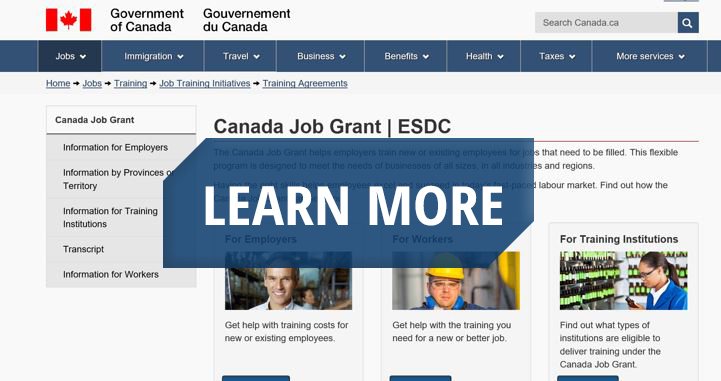 Government
of Canada
Gouvernement
du Canada
Search Canada.ca
Jobs
Immigration
Travel
Business
Benefits
Health
Taxes
More services
Home
Jobs
Training
Job Training Initiatives
Training Agreements
Canada Job Grant
Information for Employers
Information by Provinces or
Territory
Information for Training
Institutions
Transcript
Information for Workers
Canada Job Grant | ESDC
The Canada Job Grant helps employers train new or existing employees for jobs that need to be filled. This flexible
program is designed to meet the needs of businesses of all sizes, in all industries and regions.
labour market. Find out how the
LEARN MORE
For Employers
Get help with training costs for
new or existing employees.
For Workers
Get help with the training you
need for a new or better job.
For Training Institutions
Find out what types of
institutions are eligible to
deliver training under the
Canada Job Grant.